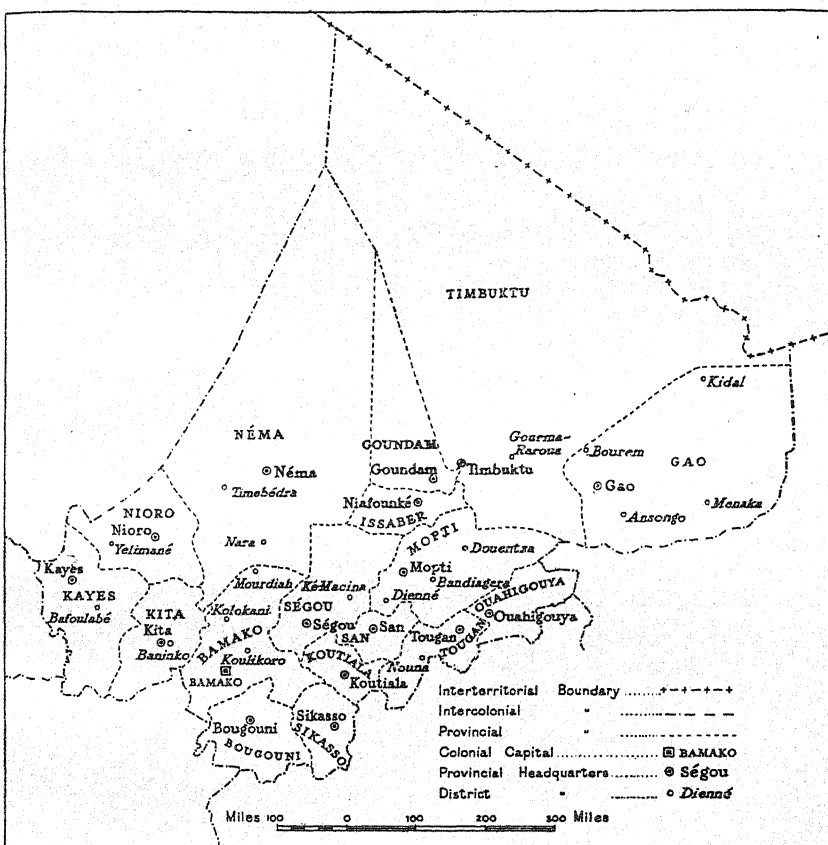 TIMBUKTU
Kidal
NÉMA
GOUNDAM
Gourma-
Rarous
Bourem
GAO
Néma
Goundam
Timbuktu
Timbédra
Gao
Niafounké
Menaka
NIORO
ISSABER
Ansongo
Nioro
MOPTI
Yelimané
Nara
Douentza
Kayes
Mourdiah
Mopti
Bandiagara
KAYES
Ké Macina
Bafoulabé
SÉGOU
Dienné
OUAHIGOUYA
KITA
Kolokani
Ségou
San
Ouahigouya
Kita
BAMAKO
SAN
Tougan
TOUGAN
Baninko
Koulikoro
KOUTIALA
Nouna
BAMAKO
Koutiala
Interterritorial Boundary
Intercolonial "
Sikasso
Bougouni
Provincial "
SIKASSO
BOUGOUNI
Colonial Capital BAMAKO
Provincial Headquarters Ségou
District " Dienné
Miles 100 0 100 200 300 Miles